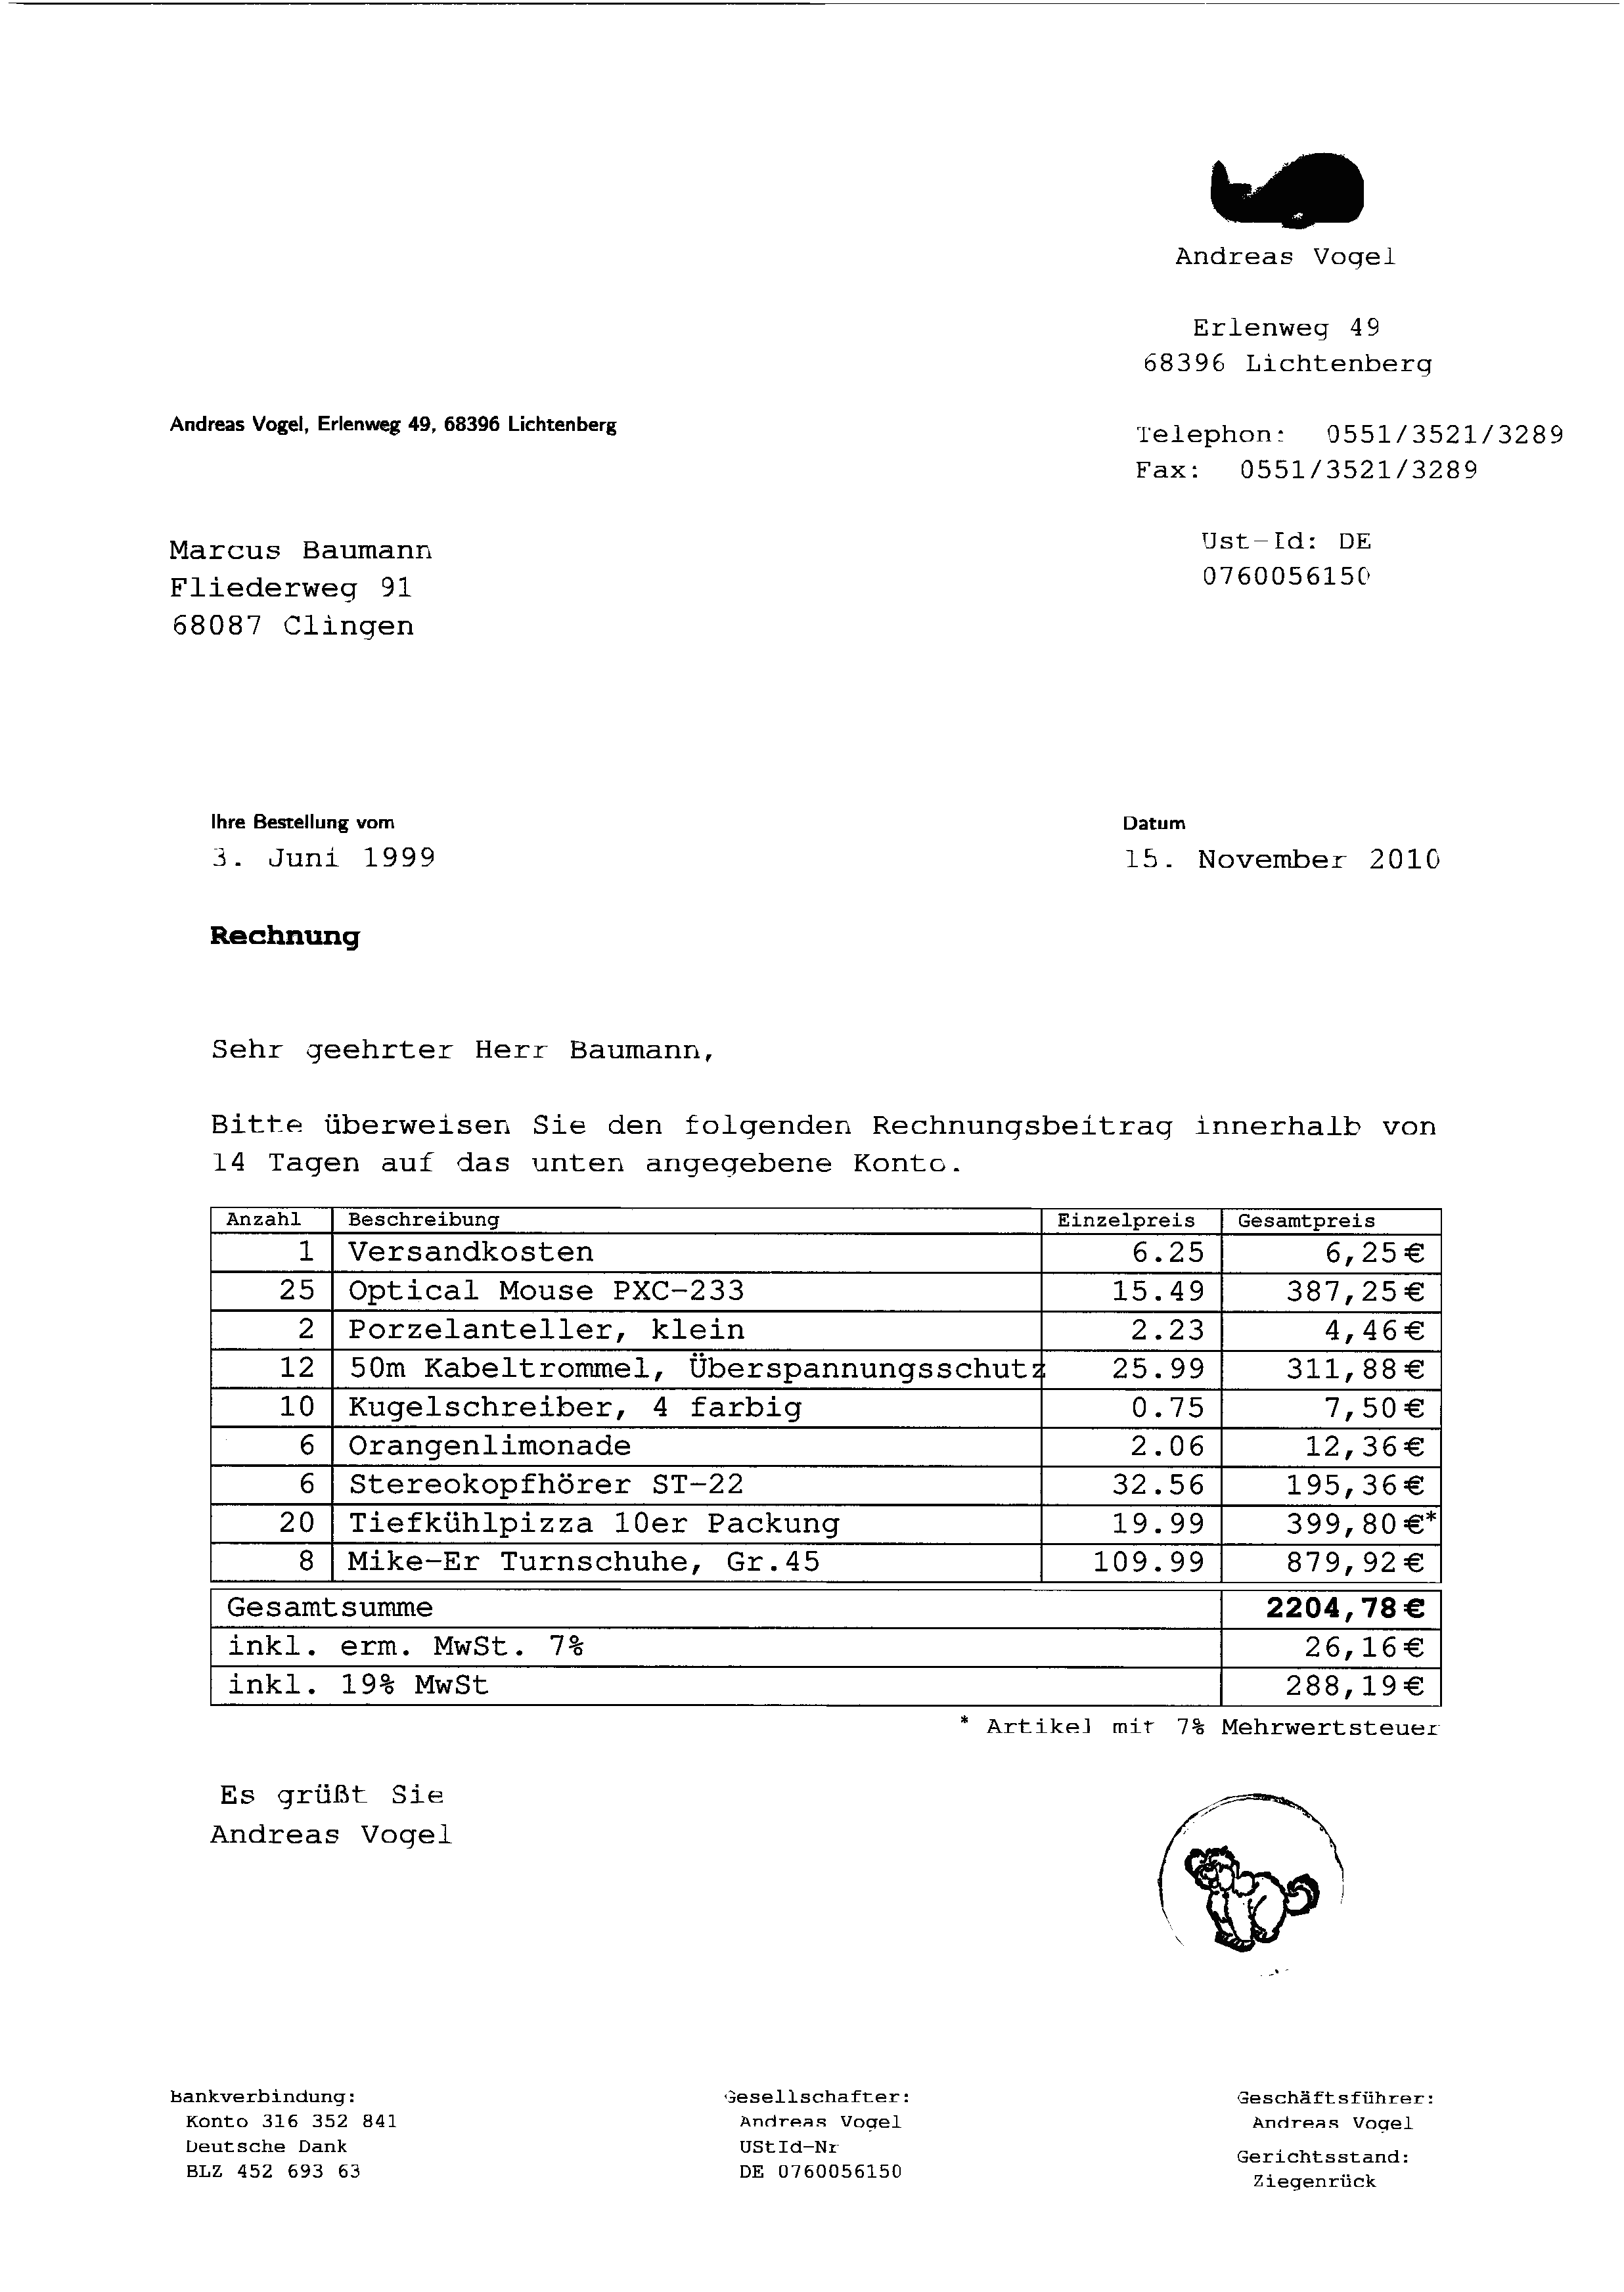 Andreas Vogel
Erlenweg 49
68396 Lichtenberg
Andreas Vogel, Erlenweg 49, 68396 Lichtenberg
Telephon: 0551/3521/3289
Fax: 0551/3521/3289
Marcus Baumann
Fliederweg 91
68087 Clingen
Ust-Id: DE
0760056150
Ihre Bestellung vom Datum
3. Juni 1999 15. November 2010
Rechnung
Sehr geehrter Herr Baumann,
Bitte überweisen Sie den folgenden Rechnungsbeitrag innerhalb von
14 Tagen auf das unten angegebene Konto.
Anzahl Beschreibung Einzelpreis Gesamtpreis
1 Versandkosten 6.25 6,25€
25 Optical Mouse PXC-233 15.49 387,25€
2 Porzelanteller, klein 2.23 4,46€
12 50m Kabeltrommel, Überspannungsschutz 25.99 311,88€
10 Kugelschreiber, 4 farbig 0.75 7,50€
6 Orangenlimonade 2.06 12,36€
6 Stereokopfhörer ST-22 32.56 195,36€
20 Tiefkühlpizza 10er Packung 19.99 399,80€*
8 Mike-Er Turnschuhe, Gr.45 109.99 879,92€
Gesamtsumme 2204,78€
inkl. erm. MwSt. 7% 26,16€
inkl. 19% MwSt 288,19€
* Artikel mit 7% Mehrwertsteuer
Es grüßt Sie
Andreas Vogel
Bankverbindung:
Konto 316 352 841
Deutsche Dank
BLZ 452 693 63
Gesellschafter:
Andreas Vogel
UStId-Nr
DE 0760056150
Geschäftsführer:
Andreas Vogel
Gerichtsstand:
Ziegenrück